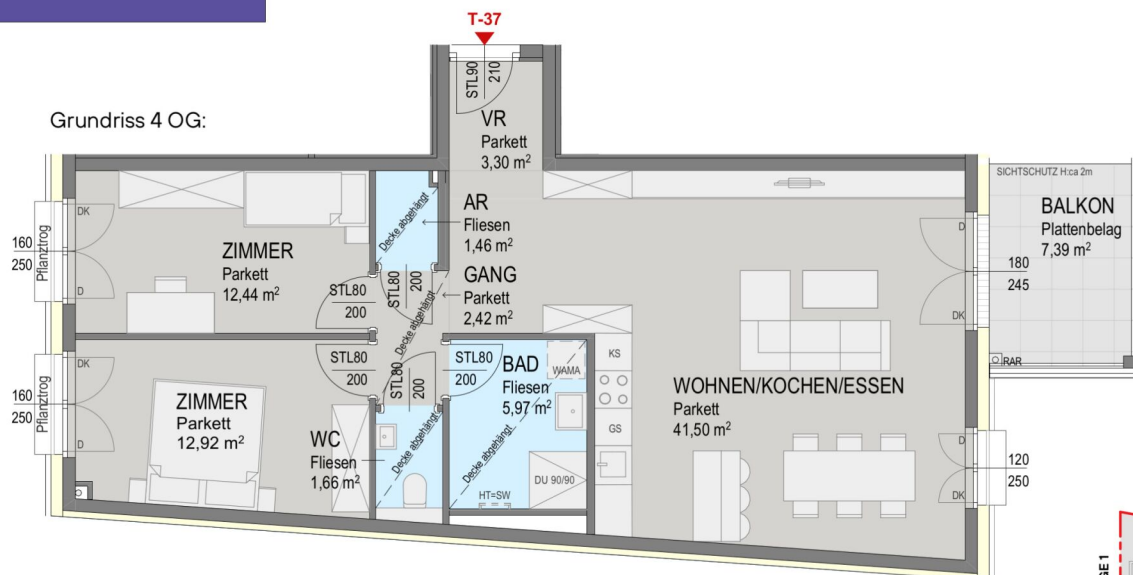 T-37
Grundriss 4 OG:
STL90
210
VR
Parkett
3,30 m²
AR
Fliesen
1,46 m²
Decke abgehängt
GANG
Parkett
2,42 m²
Decke abgehängt
STL80
200
ZIMMER
Parkett
12,44 m²
STL80
200
DK
D
160
250
Pflanztrog
ZIMMER
Parkett
12,92 m²
STL80
200
DK
D
160
250
Pflanztrog
WC
Fliesen
1,66 m²
Decke abgehängt
STL80
200
BAD
Fliesen
5,97 m²
STL80
200
Decke abgehängt
WAMA
DU 90/90
HT=SW
KS
GS
WOHNEN/KOCHEN/ESSEN
Parkett
41,50 m²
D
DK
180
245
D
DK
120
250
SICHTSCHUTZ H:ca 2m
BALKON
Plattenbelag
7,39 m²
RAR
GE 1